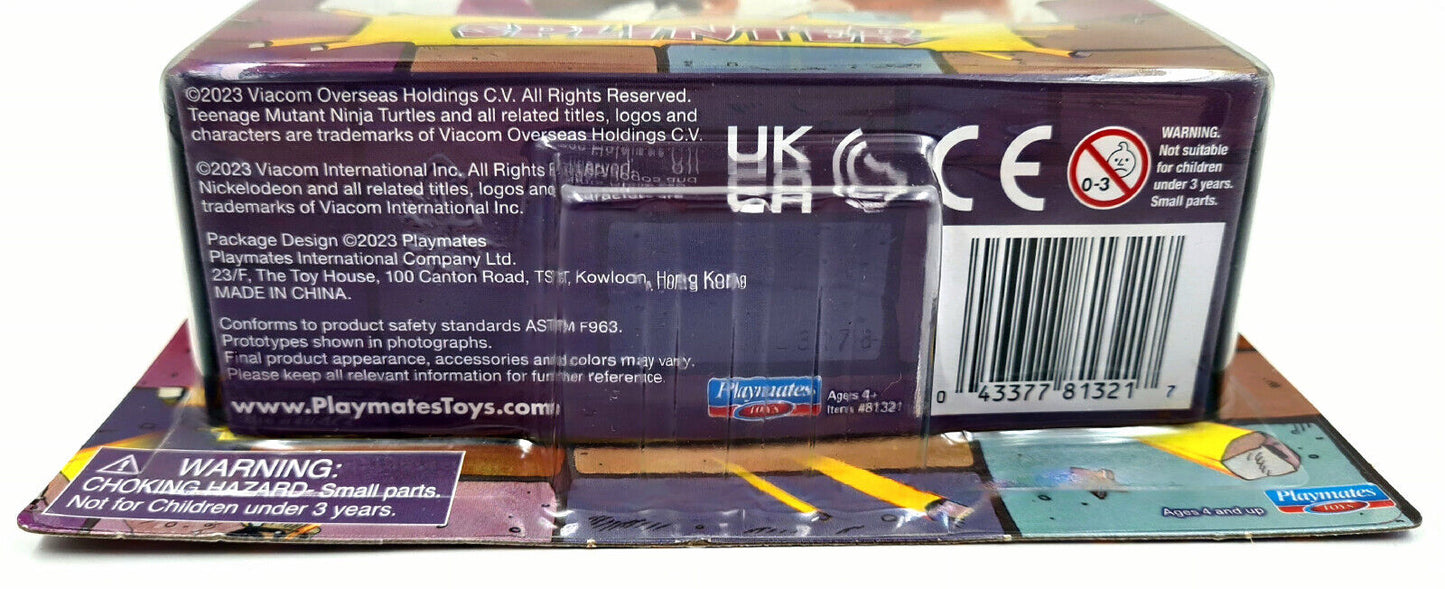 SPLINTER
©2023 Viacom Overseas Holdings C.V. All Rights Reserved.
Teenage Mutant Ninja Turtles and all related titles, logos and
characters are trademarks of Viacom Overseas Holdings C.V.
©2023 Viacom International Inc. All Rights Reserved.
Nickelodeon and all related titles, logos and
trademarks of Viacom International Inc.
Package Design ©2023 Playmates
Playmates International Company Ltd.
23/F, The Toy House, 100 Canton Road, TST, Kowloon, Hong Kong
MADE IN CHINA.
Conforms to product safety standards ASTM F963.
Prototypes shown in photographs.
Final product appearance, accessories and colors may vary.
Please keep all relevant information for further reference.
www.PlaymatesToys.com
UK
CA
CE
0-3
WARNING.
Not suitable
for children
under 3 years.
Small parts.
0 43377 81321 7
Playmates
TOYS
Ages 4+
Item #81321
WARNING:
CHOKING HAZARD- Small parts.
Not for Children under 3 years.
Playmates
TOYS
Ages 4 and up